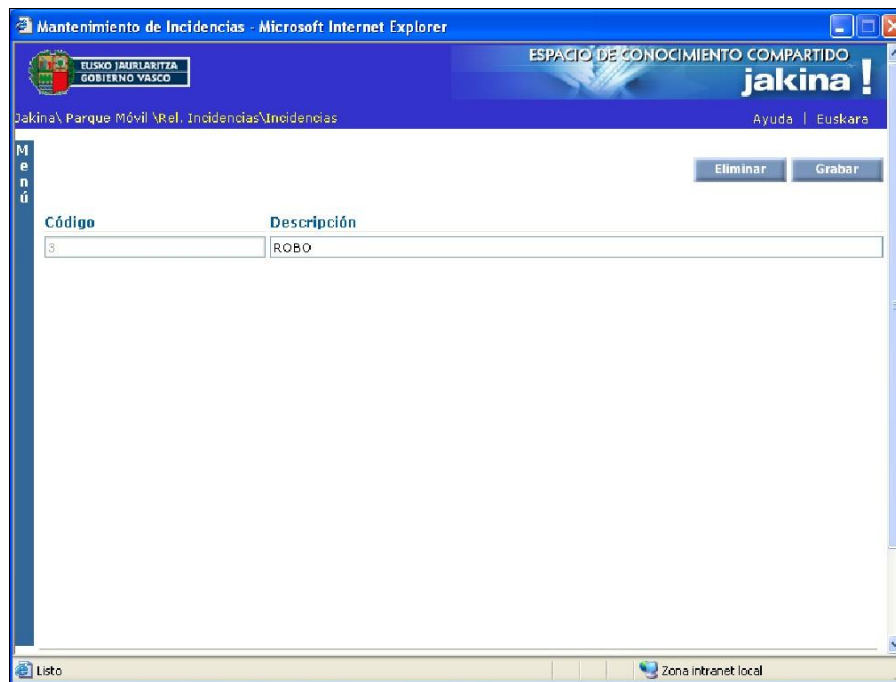 Mantenimiento de Incidencias - Microsoft Internet Explorer
EUSKO JAURLARITZA
GOBIERNO VASCO
ESPACIO DE CONOCIMIENTO COMPARTIDO
jakina!
Jakina\ Parque Móvil \Rel. Incidencias\Incidencias
Ayuda | Euskara
Menú
Eliminar Grabar
Código Descripción
3 ROBO
Listo Zona intranet local